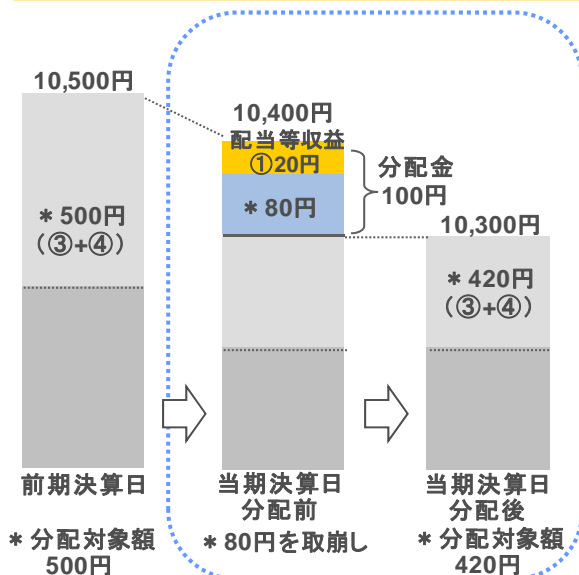 10,500円
＊500円
（③+④）
前期決算日
＊分配対象額
500円
10,400円
配当等収益
①20円
＊80円
分配金
100円
当期決算日
分配前
＊80円を取崩し
10,300円
＊420円
（③+④）
当期決算日
分配後
＊分配対象額
420円